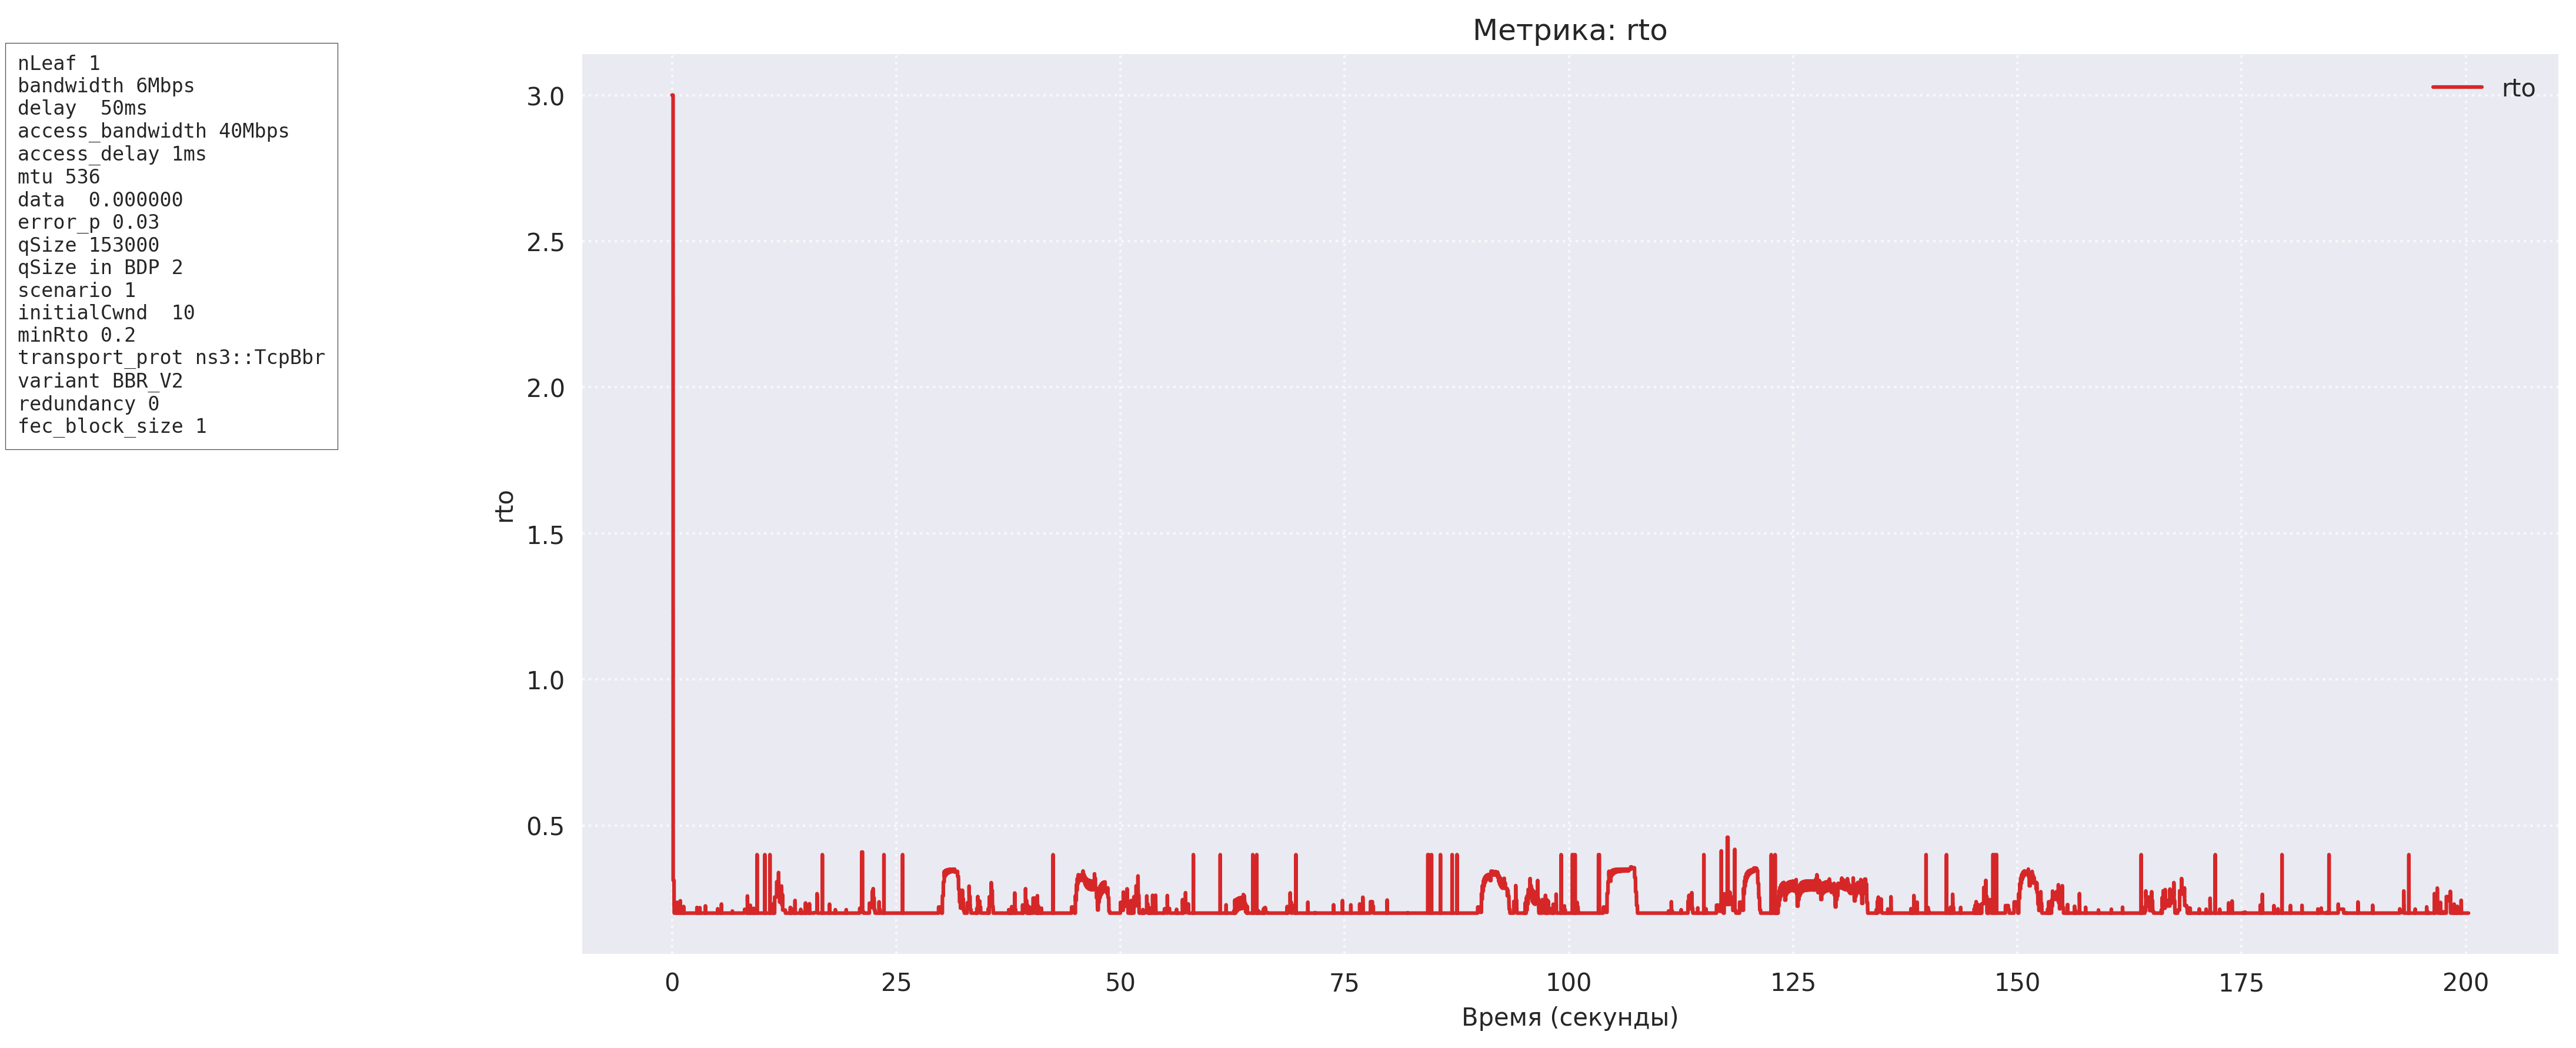 Метрика: rto
nLeaf 1
bandwidth 6Mbps
delay  50ms
access_bandwidth 40Mbps
access_delay 1ms
mtu 536
data  0.000000
error_p 0.03
qSize 153000
qSize in BDP 2
scenario 1
initialCwnd  10
minRto 0.2
transport_prot ns3::TcpBbr
variant BBR_V2
redundancy 0
fec_block_size 1
rto
3.0
2.5
2.0
1.5
1.0
0.5
rto
0 25 50 75 100 125 150 175 200
Время (секунды)